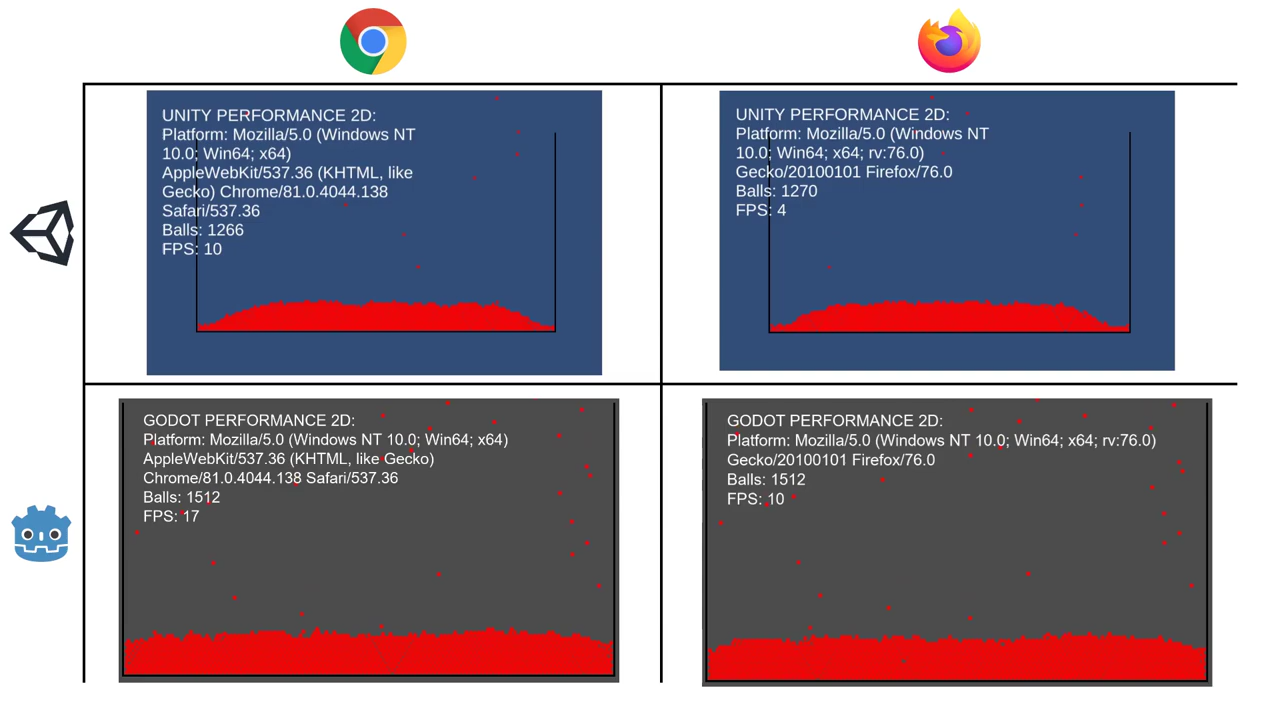 UNITY PERFORMANCE 2D:
Platform: Mozilla/5.0 (Windows NT
10.0; Win64; x64)
AppleWebKit/537.36 (KHTML, like
Gecko) Chrome/81.0.4044.138
Safari/537.36
Balls: 1266
FPS: 10
UNITY PERFORMANCE 2D:
Platform: Mozilla/5.0 (Windows NT
10.0; Win64; x64; rv:76.0)
Gecko/20100101 Firefox/76.0
Balls: 1270
FPS: 4
GODOT PERFORMANCE 2D:
Platform: Mozilla/5.0 (Windows NT 10.0; Win64; x64)
AppleWebKit/537.36 (KHTML, like Gecko)
Chrome/81.0.4044.138 Safari/537.36
Balls: 1512
FPS: 17
GODOT PERFORMANCE 2D:
Platform: Mozilla/5.0 (Windows NT 10.0; Win64; x64; rv:76.0)
Gecko/20100101 Firefox/76.0
Balls: 1512
FPS: 10